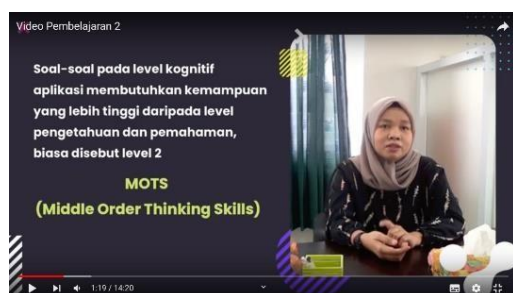 Video Pembelajaran 2
Soal-soal pada level kognitif
aplikasi membutuhkan kemampuan
yang lebih tinggi daripada level
pengetahuan dan pemahaman,
biasa disebut level 2
MOTS
(Middle Order Thinking Skills)
1:19 / 14:20